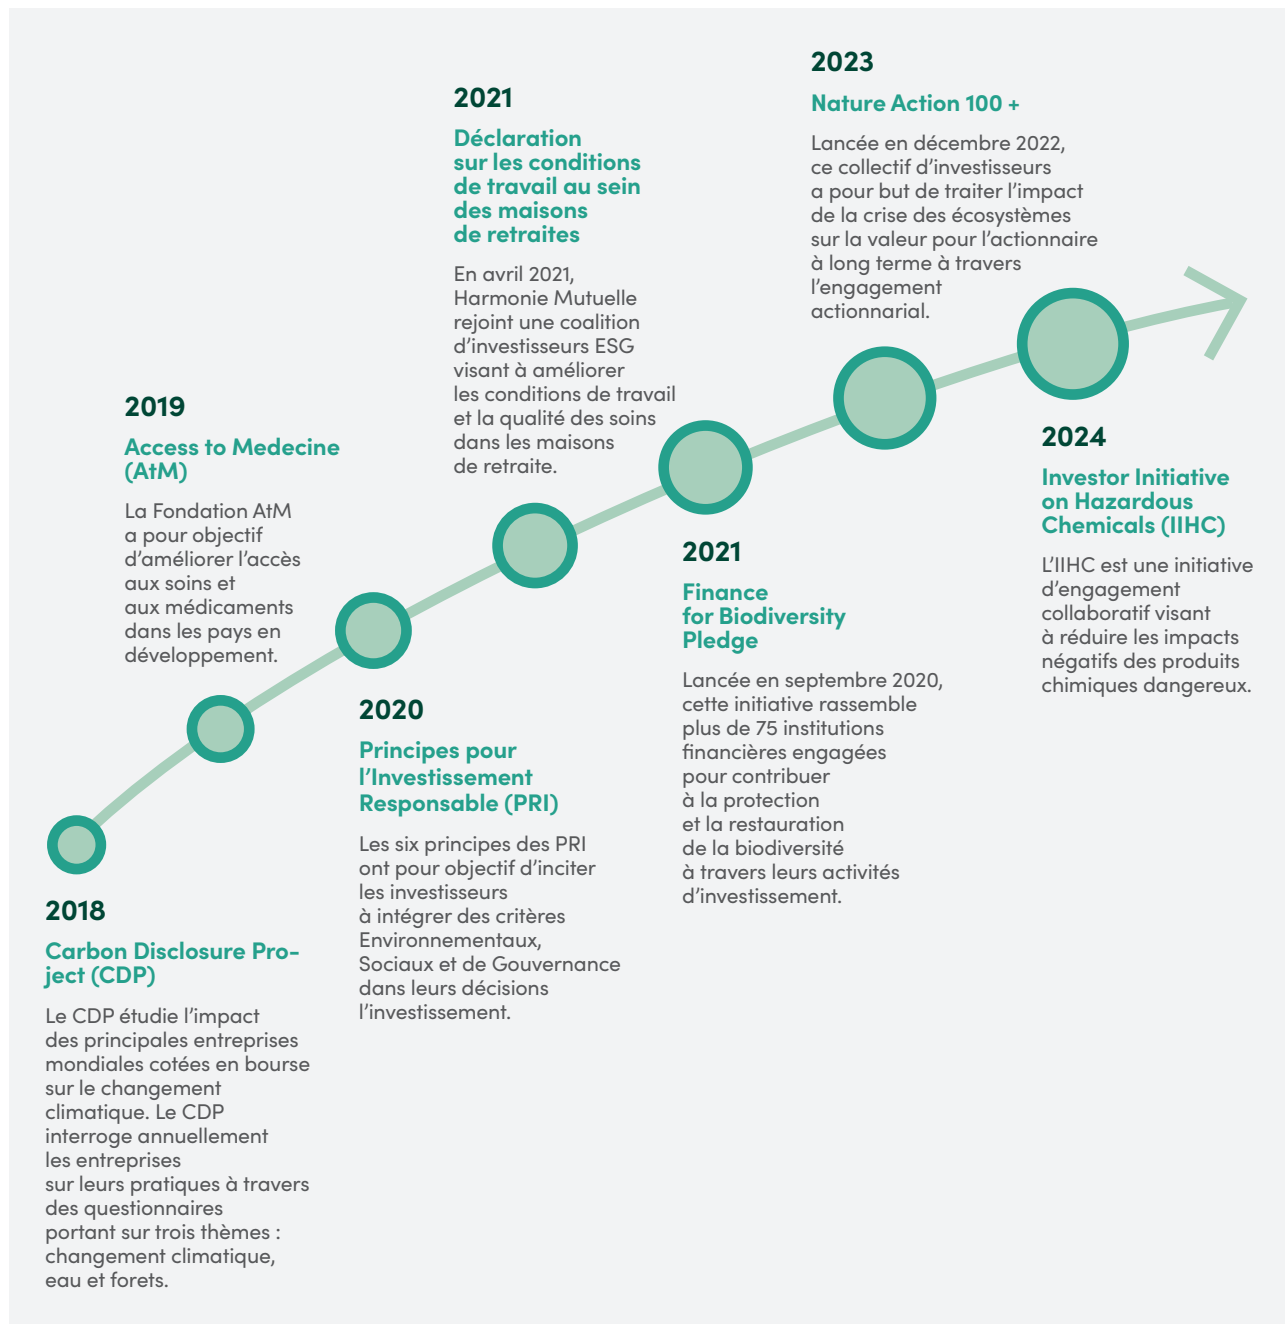 2018
Carbon Disclosure Pro-
ject (CDP)
Le CDP étudie l’impact
des principales entreprises
mondiales cotées en bourse
sur le changement
climatique. Le CDP
interroge annuellement
les entreprises
sur leurs pratiques à travers
des questionnaires
portant sur trois thèmes :
changement climatique,
eau et forets.
2019
Access to Medecine
(AtM)
La Fondation AtM
a pour objectif
d’améliorer l’accès
aux soins et
aux médicaments
dans les pays en
développement.
2020
Principes pour
l’Investissement
Responsable (PRI)
Les six principes des PRI
ont pour objectif d’inciter
les investisseurs
à intégrer des critères
Environnementaux,
Sociaux et de Gouvernance
dans leurs décisions
l’investissement.
2021
Déclaration
sur les conditions
de travail au sein
des maisons
de retraites
En avril 2021,
Harmonie Mutuelle
rejoint une coalition
d’investisseurs ESG
visant à améliorer
les conditions de travail
et la qualité des soins
dans les maisons
de retraite.
2021
Finance
for Biodiversity
Pledge
Lancée en septembre 2020,
cette initiative rassemble
plus de 75 institutions
financières engagées
pour contribuer
à la protection
et la restauration
de la biodiversité
à travers leurs activités
d’investissement.
2023
Nature Action 100 +
Lancée en décembre 2022,
ce collectif d’investisseurs
a pour but de traiter l’impact
de la crise des écosystèmes
sur la valeur pour l’actionnaire
à long terme à travers
l’engagement
actionnarial.
2024
Investor Initiative
on Hazardous
Chemicals (IIHC)
L’IIHC est une initiative
d’engagement
collaboratif visant
à réduire les impacts
négatifs des produits
chimiques dangereux.